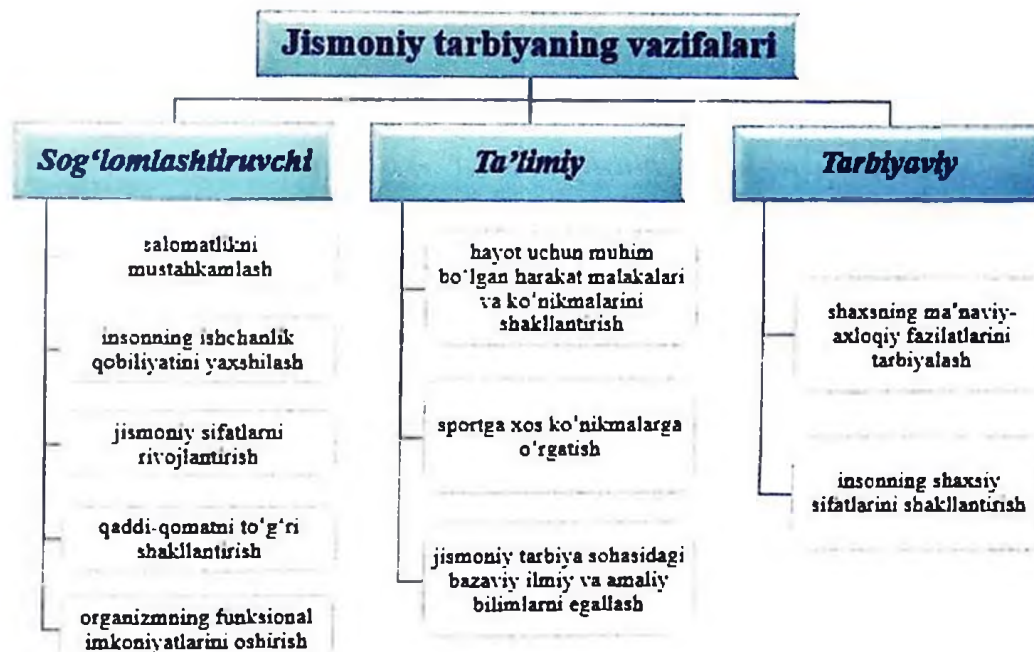 Jismoniy tarbiyaning vazifalari
Sog‘lomlashtiruvchi
salomatlikni
mustahkamlash
insonning ishchanlik
qobiliyatini yaxshilash
jismoniy sifatlarni
rivojlantirish
qaddi-qomatni to‘g‘ri
shakllantirish
organizmning funksional
imkoniyatlarini oshirish
Ta’limiy
hayot uchun muhim
bo‘lgan harakat malakalari
va ko‘nikmalarini
shakllantirish
sportga xos ko‘nikmalarga
o‘rgatish
jismoniy tarbiya sohasidagi
bazaviy ilmiy va amaliy
bilimlarni egallash
Tarbiyaviy
shaxsning ma’naviy-
axloqiy fazilatlarini
tarbiyalash
insonning shaxsiy
sifatlarini shakllantirish